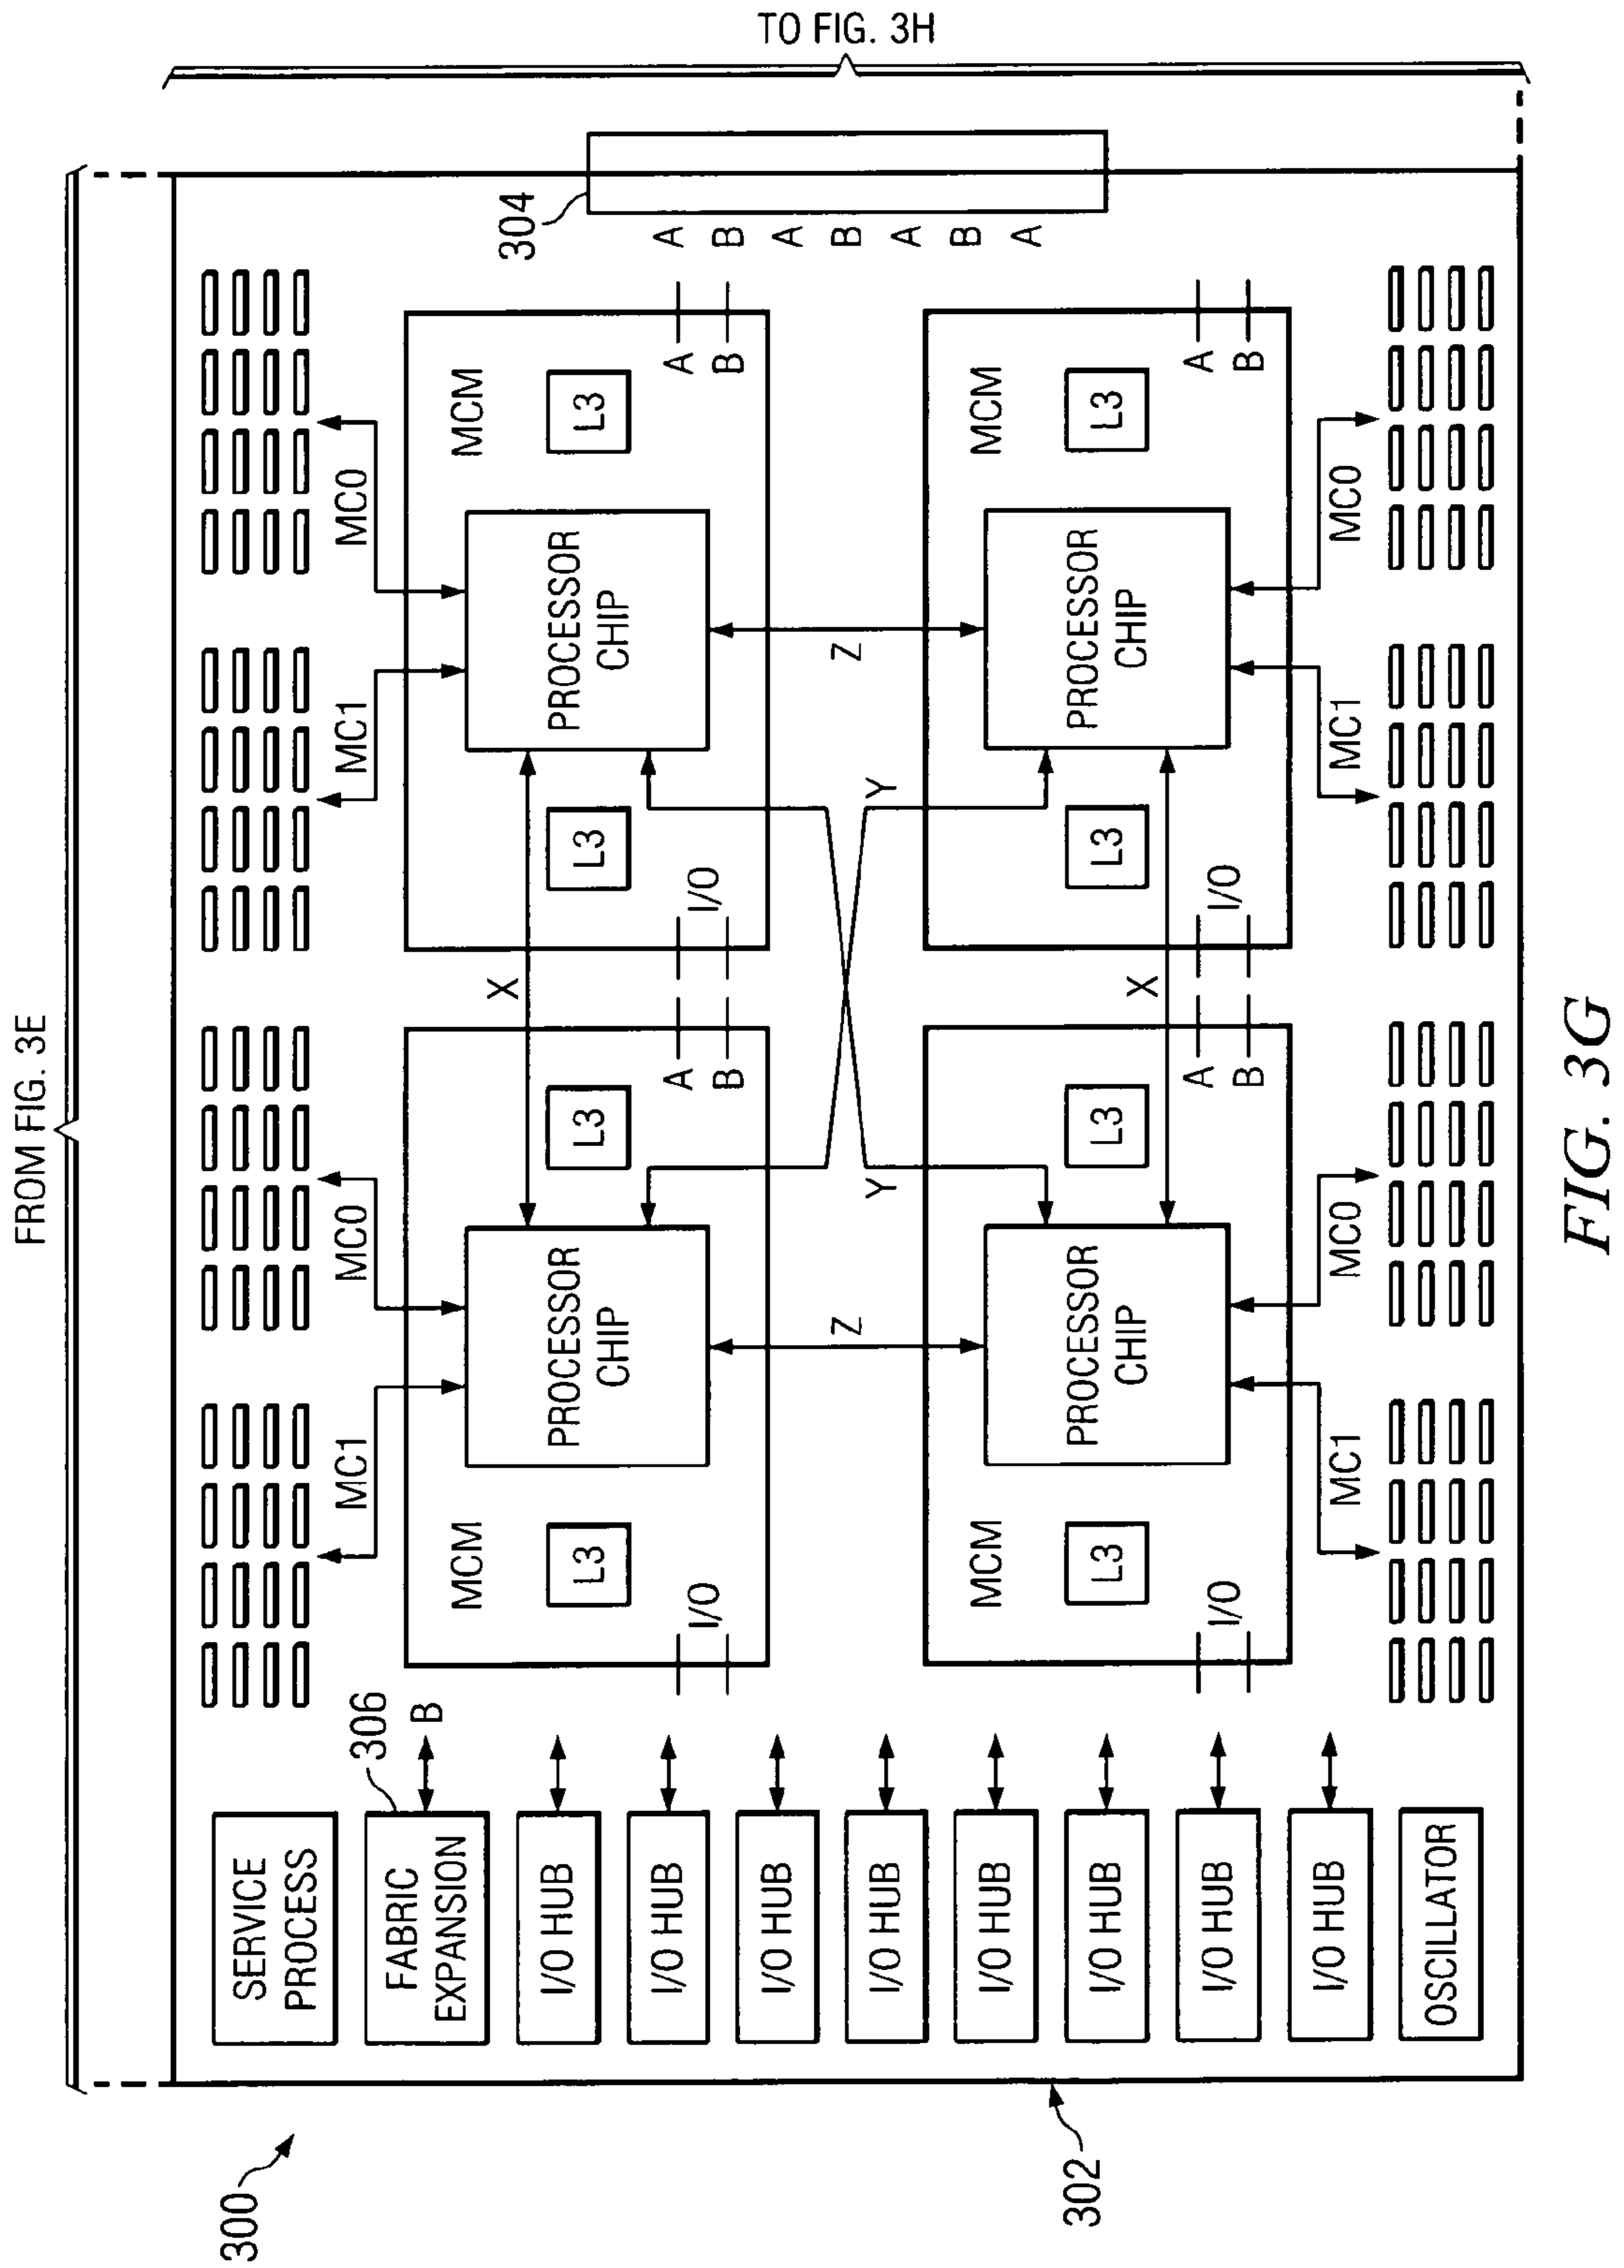 FROM FIG. 3E
TO FIG. 3H
300
SERVICE
PROCESS
306
MC1
MC0
MC1
MC0
FABRIC
EXPANSION
B
MCM
MCM
X
304
I/O HUB
L3
PROCESSOR
CHIP
L3
L3
PROCESSOR
CHIP
L3
I/O HUB
I/O
A
B
I/O
A
B
A
B
A
B
A
B
A
I/O HUB
I/O HUB
Z
Z
Y
Y
I/O HUB
MCM
MCM
I/O HUB
L3
PROCESSOR
CHIP
L3
X
L3
PROCESSOR
CHIP
L3
302
I/O HUB
I/O
A
B
I/O
A
B
I/O HUB
MC1
MC0
MC1
MC0
OSCILLATOR
FIG. 3G